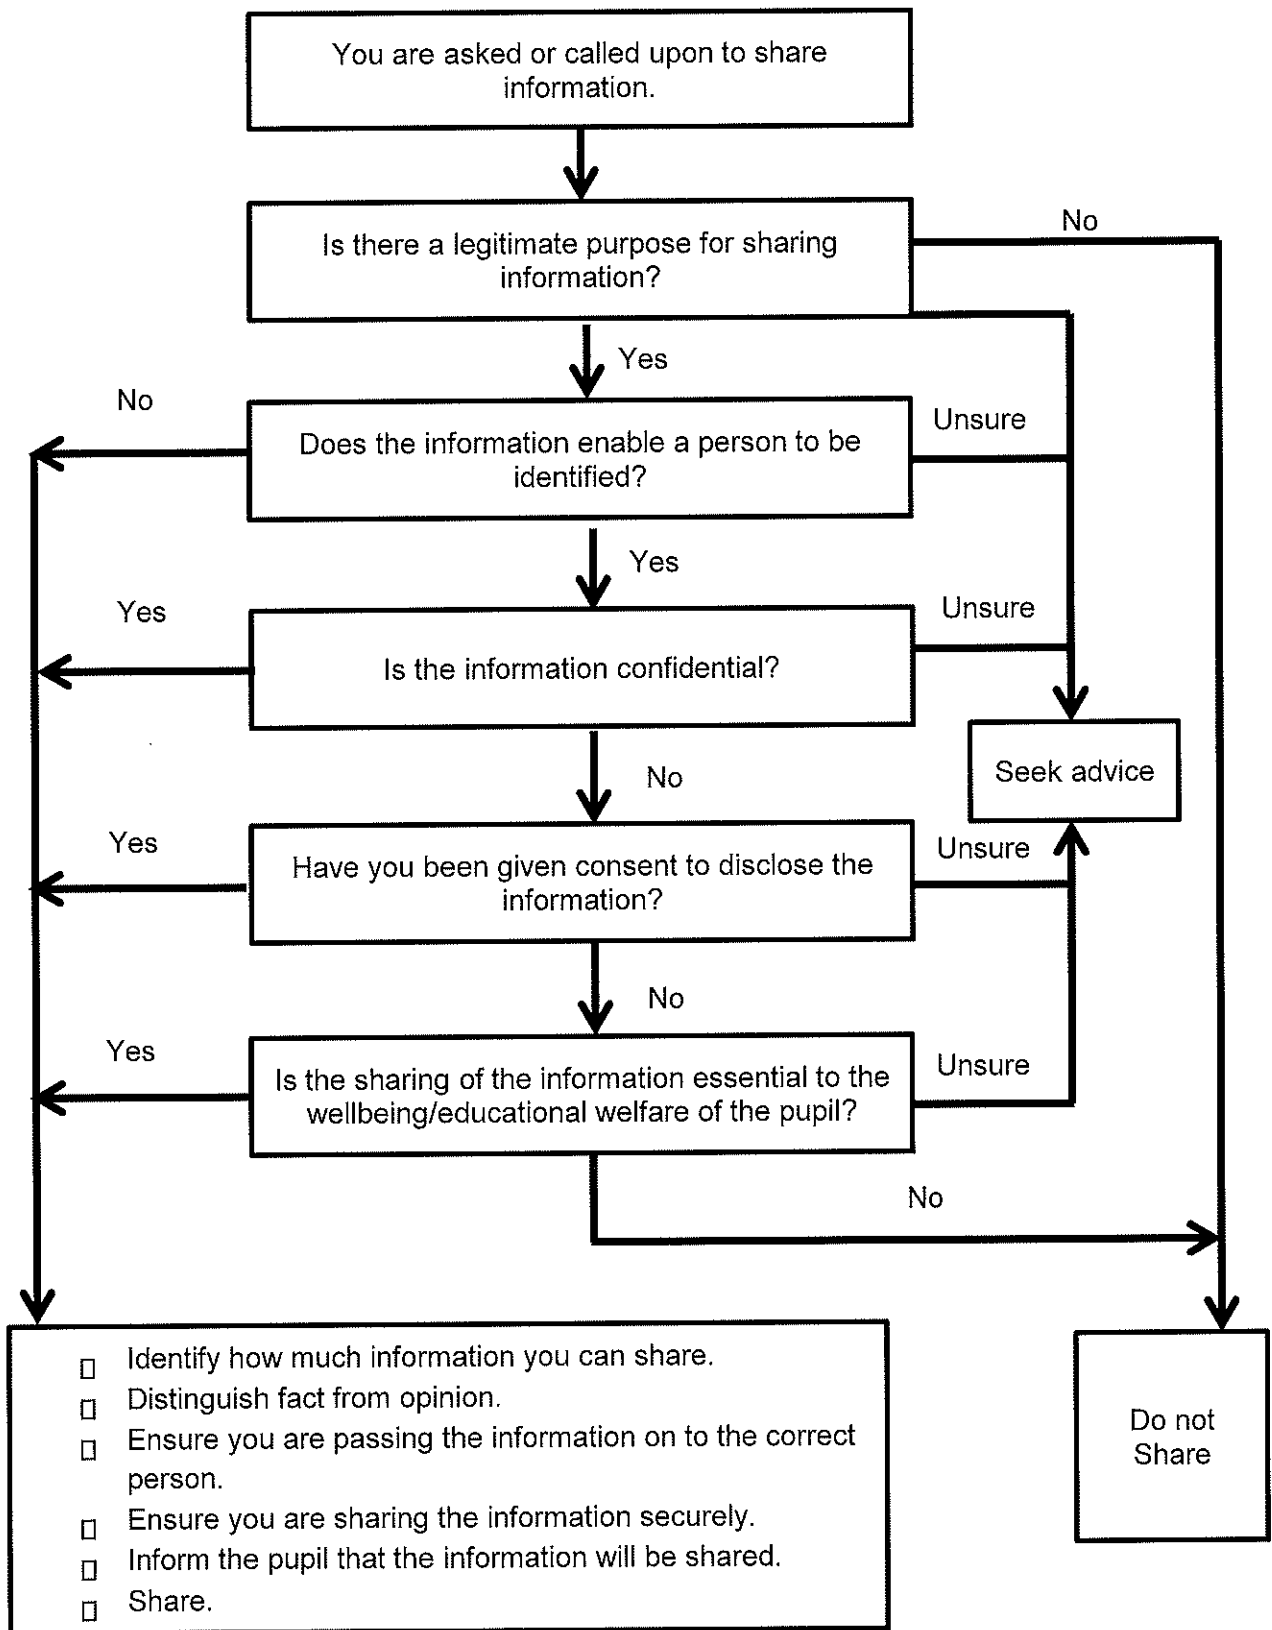 You are asked or called upon to share
information.
Is there a legitimate purpose for sharing
information?
No
Yes
No
Does the information enable a person to be
identified?
Unsure
Yes
Yes
Is the information confidential?
Unsure
Seek advice
No
Yes
Have you been given consent to disclose the
information?
Unsure
No
Yes
Is the sharing of the information essential to the
wellbeing/educational welfare of the pupil?
Unsure
No
Identify how much information you can share.
Distinguish fact from opinion.
Ensure you are passing the information on to the correct
person.
Ensure you are sharing the information securely.
Inform the pupil that the information will be shared.
Share.
Do not
Share